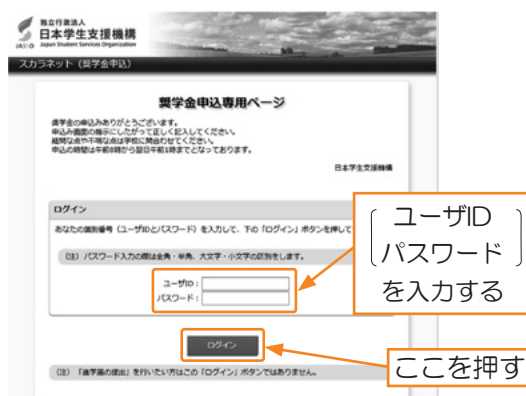 独立行政法人
日本学生支援機構
JASSO Japan Student Services Organization
スカラネット（奨学金申込）
奨学金申込専用ページ
奨学金の申込みありがとうございます。
申込み画面の指示にしたがって正しく記入してください。
疑問な点や不明な点は学校に問合わせてください。
申込の時間は午前8時から翌日午前1時までとなっております。
日本学生支援機構
ログイン
あなたの識別番号（ユーザIDとパスワード）を入力して、下の「ログイン」ボタンを押して
（注）パスワード入力の際は全角・半角、大文字・小文字の区別をします。
ユーザID：
パスワード：
ユーザID
パスワード
を入力する
ログイン
ここを押す
（注）「進学届の提出」を行いたい方はこの「ログイン」ボタンではありません。